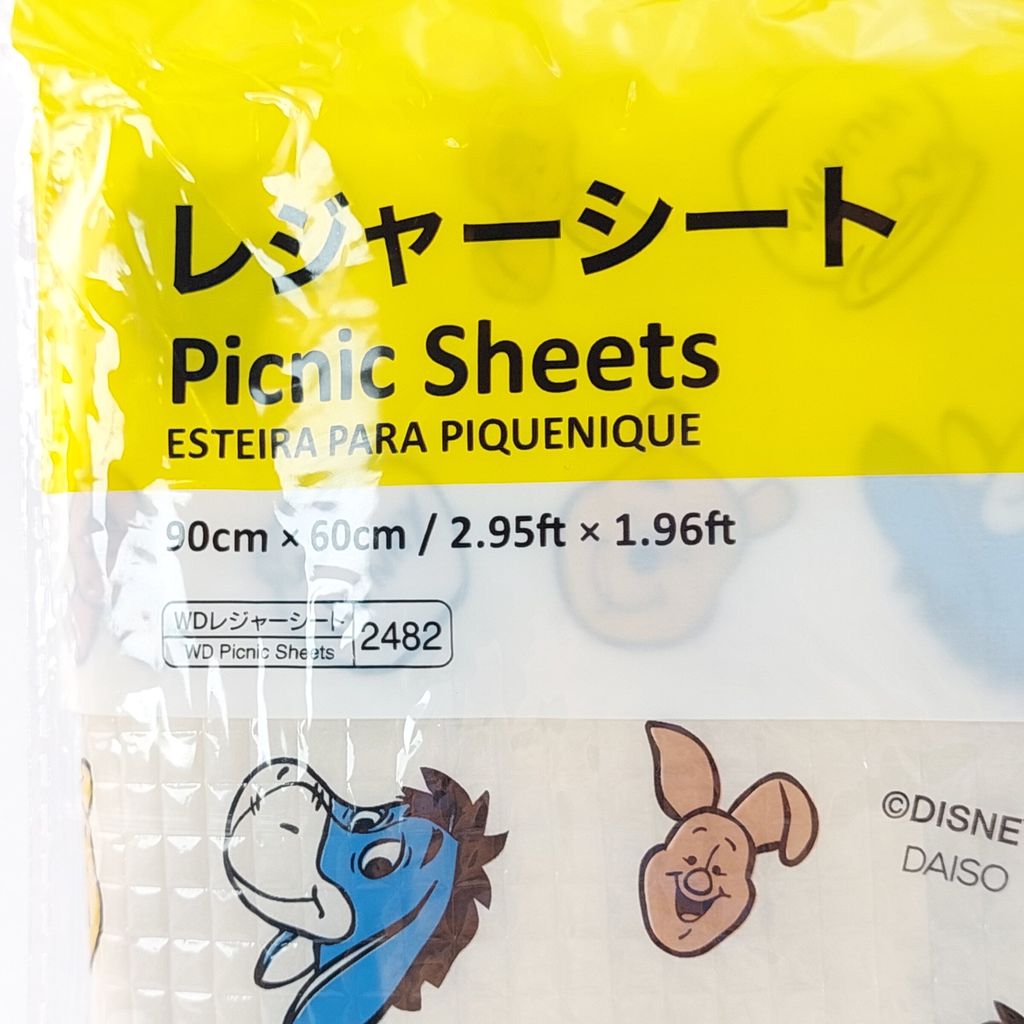 レジャーシート
Picnic Sheets
ESTEIRA PARA PIQUENIQUE
90cm × 60cm / 2.95ft × 1.96ft
WDレジャーシート
WD Picnic Sheets
2482
©DISNE
DAISO